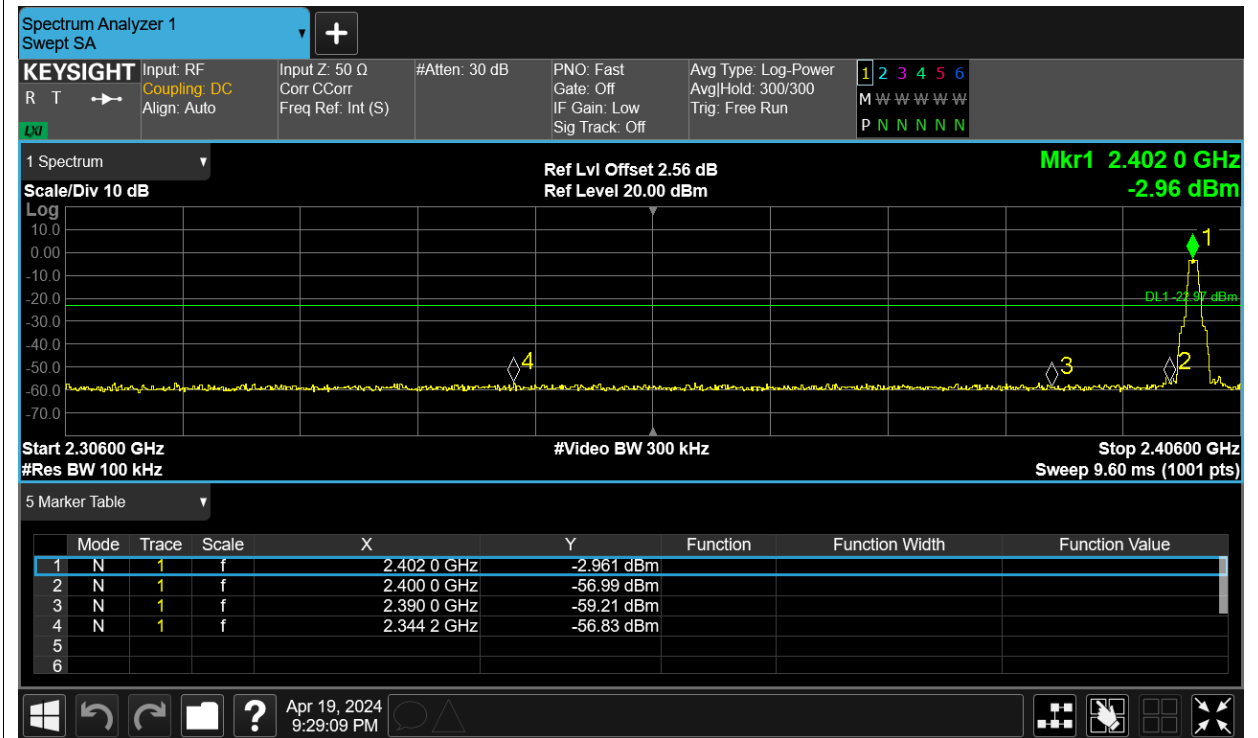 Spectrum Analyzer 1
Swept SA
+
KEYSIGHT
R T
LXI
Input: RF
Coupling: DC
Align: Auto
Input Z: 50 Ω
Corr CCorr
Freq Ref: Int (S)
#Atten: 30 dB
PNO: Fast
Gate: Off
IF Gain: Low
Sig Track: Off
Avg Type: Log-Power
Avg|Hold: 300/300
Trig: Free Run
1 2 3 4 5 6
M W W W W W
P N N N N N
1 Spectrum
Scale/Div 10 dB
Ref Lvl Offset 2.56 dB
Ref Level 20.00 dBm
Mkr1 2.402 0 GHz
-2.96 dBm
Log
10.0
0.00
-10.0
-20.0
-30.0
-40.0
-50.0
-60.0
-70.0
1
DL1 -22.97 dBm
4
3
2
Start 2.30600 GHz
#Res BW 100 kHz
#Video BW 300 kHz
Stop 2.40600 GHz
Sweep 9.60 ms (1001 pts)
5 Marker Table
Mode Trace Scale X Y Function Function Width Function Value
1 N 1 f 2.402 0 GHz -2.961 dBm
2 N 1 f 2.400 0 GHz -56.99 dBm
3 N 1 f 2.390 0 GHz -59.21 dBm
4 N 1 f 2.344 2 GHz -56.83 dBm
5
6
?
Apr 19, 2024
9:29:09 PM